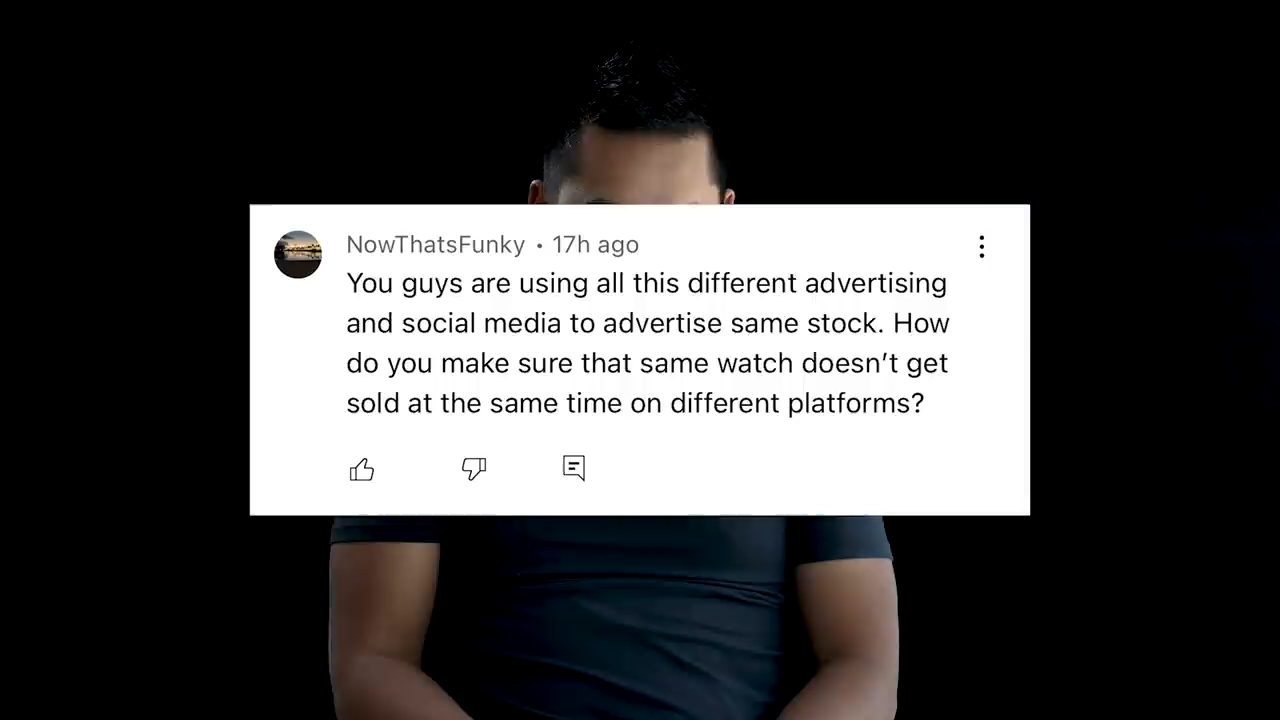 NowThatsFunky • 17h ago
You guys are using all this different advertising
and social media to advertise same stock. How
do you make sure that same watch doesn’t get
sold at the same time on different platforms?